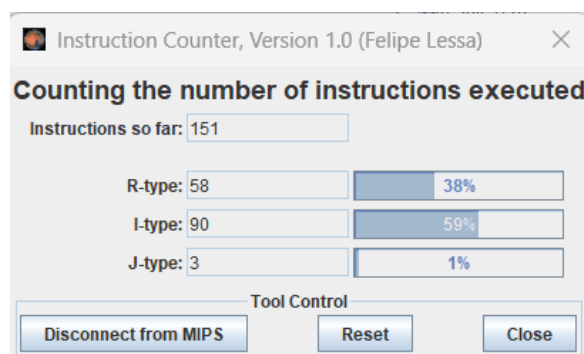 Instruction Counter, Version 1.0 (Felipe Lessa)
Counting the number of instructions executed
Instructions so far: 151
R-type: 58 38%
I-type: 90 59%
J-type: 3 1%
Tool Control
Disconnect from MIPS Reset Close